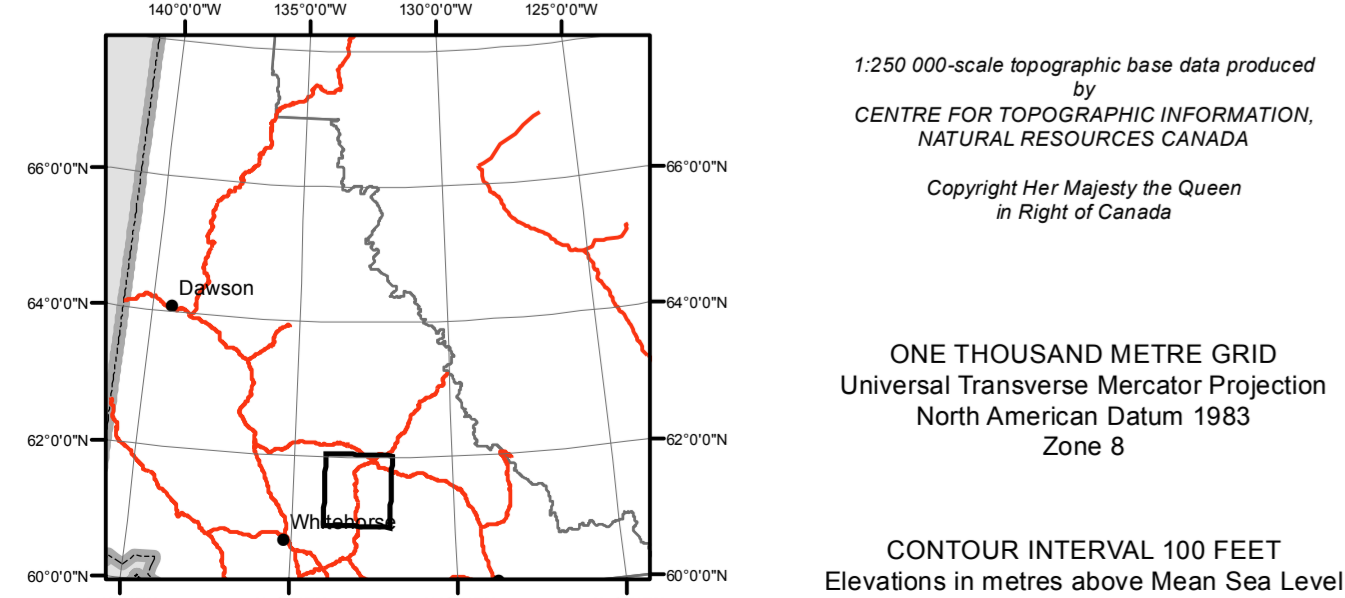 140°0'0"W 135°0'0"W 130°0'0"W 125°0'0"W
66°0'0"N 66°0'0"N
Dawson
64°0'0"N 64°0'0"N
62°0'0"N 62°0'0"N
Whitehorse
60°0'0"N 60°0'0"N
1:250 000-scale topographic base data produced
by
CENTRE FOR TOPOGRAPHIC INFORMATION,
NATURAL RESOURCES CANADA
Copyright Her Majesty the Queen
in Right of Canada
ONE THOUSAND METRE GRID
Universal Transverse Mercator Projection
North American Datum 1983
Zone 8
CONTOUR INTERVAL 100 FEET
Elevations in metres above Mean Sea Level